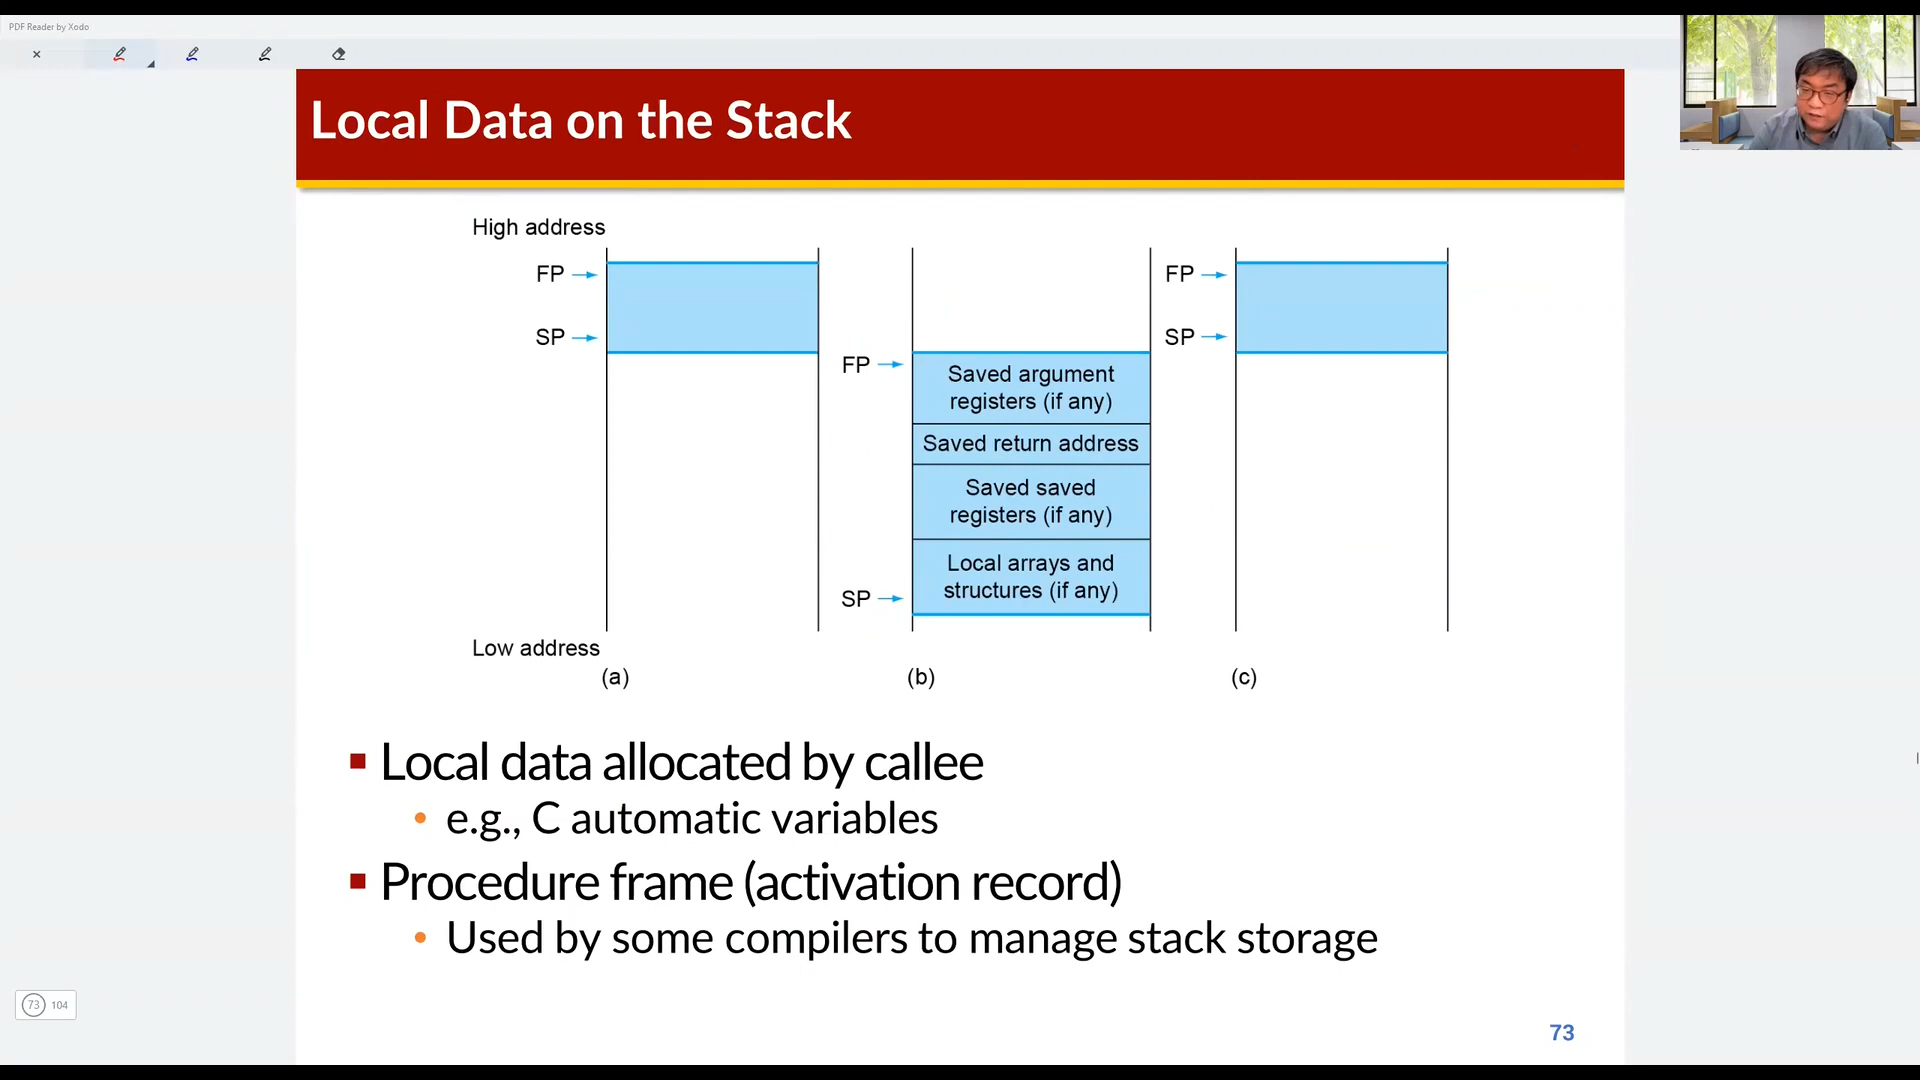 PDF Reader by Xodo
Local Data on the Stack
High address
FP
SP
FP
SP
FP
SP
Saved argument
registers (if any)
Saved return address
Saved saved
registers (if any)
Local arrays and
structures (if any)
Low address
(a)
(b)
(c)
Local data allocated by callee
e.g., C automatic variables
Procedure frame (activation record)
Used by some compilers to manage stack storage
73 104
73